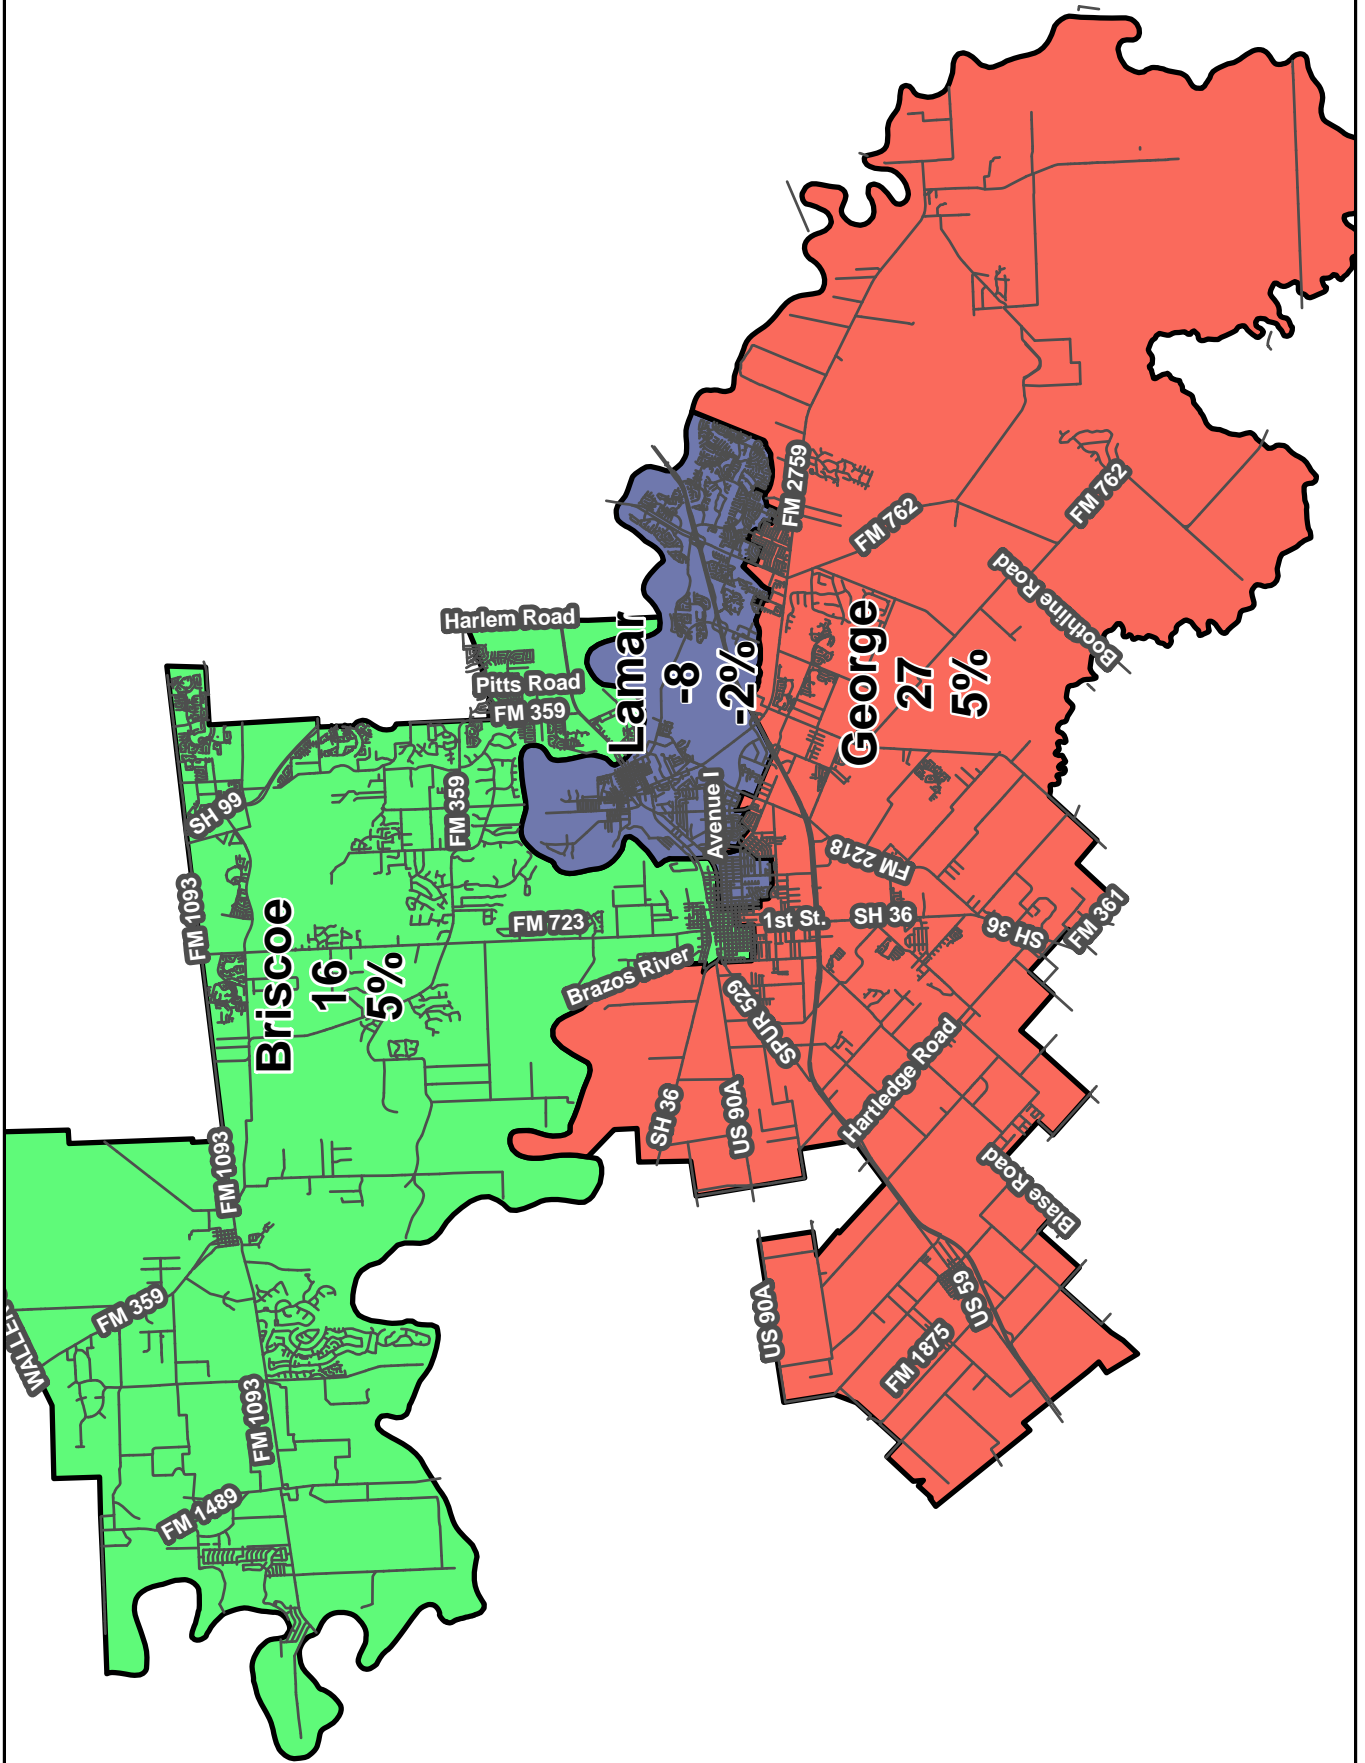 Harlem Road
Pitts Road
FM 359
SH 99
FM 359
FM 1093
FM 723
Briscoe
16
5%
Brazos River
FM 1093
FM 359
FM 1093
FM 1489
Lamar
-8
-2%
Avenue I
FM 2759
FM 762
FM 762
Boothline Road
George
27
5%
FM 2218
1st St.
SH 36
SH 36
FM 361
SPUR 529
SH 36
US 90A
Hartledge Road
Blase Road
US 90A
US 59
FM 1875